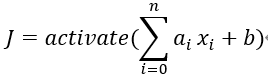 J = activate(∑_{i=0}^{n} a_i x_i + b)